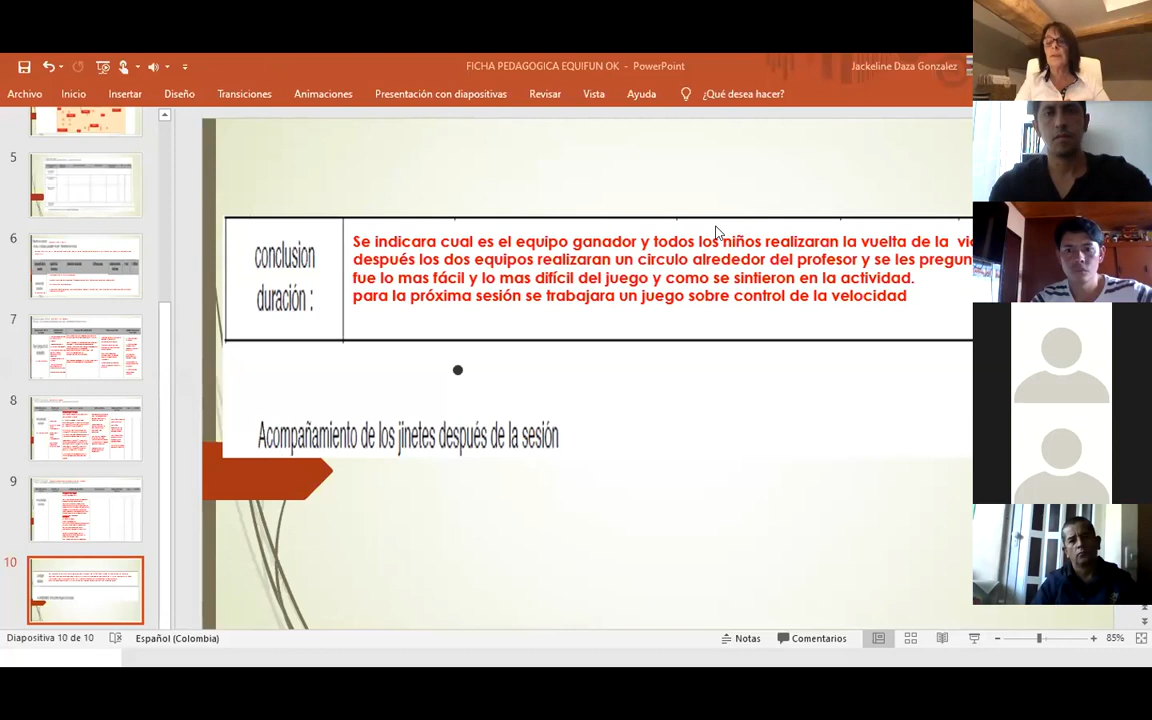 FICHA PEDAGOGICA EQUIFUN OK - PowerPoint
Jackeline Daza Gonzalez
Archivo Inicio Insertar Diseño Transiciones Animaciones Presentación con diapositivas Revisar Vista Ayuda ¿Qué desea hacer?
5
6
7
8
9
10
conclusion
duración :
Se indicara cual es el equipo ganador y todos los niños realizaran la vuelta de la
después los dos equipos realizaran un circulo alrededor del profesor y se les
fue lo mas fácil y lo mas difícil del juego y como se sintieron en la actividad.
para la próxima sesión se trabajara un juego sobre control de la velocidad
Acompañamiento de los jinetes después de la sesión
Diapositiva 10 de 10 Español (Colombia) Notas Comentarios 85%